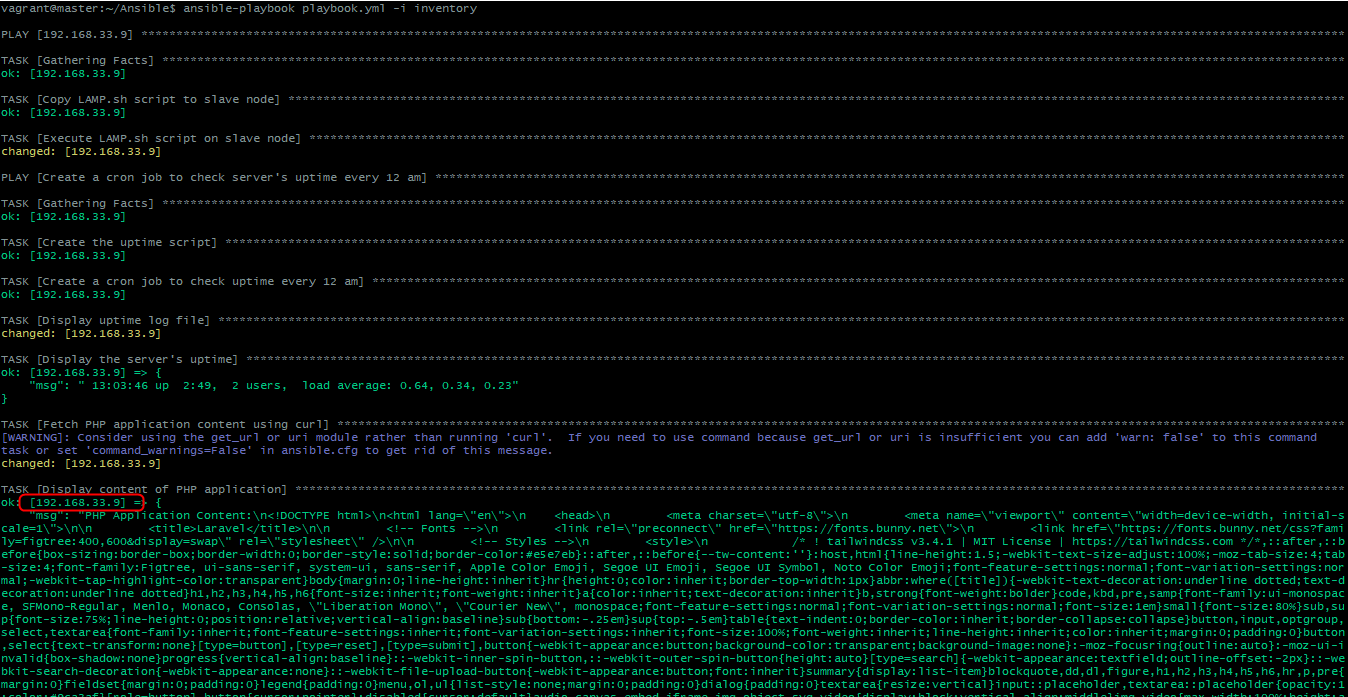 vagrant@master:~/Ansible$ ansible-playbook playbook.yml -i inventory
PLAY [192.168.33.9] ****************************************************************************************************************************************************************************
TASK [Gathering Facts] *************************************************************************************************************************************************************************
ok: [192.168.33.9]
TASK [Copy LAMP.sh script to slave node] *******************************************************************************************************************************************************
ok: [192.168.33.9]
TASK [Execute LAMP.sh script on slave node] ****************************************************************************************************************************************************
changed: [192.168.33.9]
PLAY [Create a cron job to check server's uptime every 12 am] **********************************************************************************************************************************
TASK [Gathering Facts] *************************************************************************************************************************************************************************
ok: [192.168.33.9]
TASK [Create the uptime script] ****************************************************************************************************************************************************************
ok: [192.168.33.9]
TASK [Create a cron job to check uptime every 12 am] *******************************************************************************************************************************************
ok: [192.168.33.9]
TASK [Display uptime log file] *****************************************************************************************************************************************************************
changed: [192.168.33.9]
TASK [Display the server's uptime] *************************************************************************************************************************************************************
ok: [192.168.33.9] => {
    "msg": " 13:03:46 up  2:49,  2 users,  load average: 0.64, 0.34, 0.23"
}
TASK [Fetch PHP application content using curl] ************************************************************************************************************************************************
[WARNING]: Consider using the get_url or uri module rather than running 'curl'.  If you need to use command because get_url or uri is insufficient you can add 'warn: false' to this command
task or set 'command_warnings=False' in ansible.cfg to get rid of this message.
changed: [192.168.33.9]
TASK [Display content of PHP application] ******************************************************************************************************************************************************
ok: [192.168.33.9] => {
    "msg": "PHP Application Content:\n<!DOCTYPE html>\n<html lang=\"en\">\n    <head>\n        <meta charset=\"utf-8\">\n        <meta name=\"viewport\" content=\"width=device-width, initial-s
cale=1\">\n\n        <title>Laravel</title>\n\n        <!-- Fonts -->\n        <link rel=\"preconnect\" href=\"https://fonts.bunny.net\">\n        <link href=\"https://fonts.bunny.net/css?fami
ly=figtree:400,600&display=swap\" rel=\"stylesheet\" />\n\n        <!-- Styles -->\n        <style>\n            /* ! tailwindcss v3.4.1 | MIT License | https://tailwindcss.com */*,::after,::b
efore{box-sizing:border-box;border-width:0;border-style:solid;border-color:#e5e7eb}::after,::before{--tw-content:''}:host,html{line-height:1.5;-webkit-text-size-adjust:100%;-moz-tab-size:4;tab
-size:4;font-family:Figtree, ui-sans-serif, system-ui, sans-serif, Apple Color Emoji, Segoe UI Emoji, Segoe UI Symbol, Noto Color Emoji;font-feature-settings:normal;font-variation-settings:nor
mal;-webkit-tap-highlight-color:transparent}body{margin:0;line-height:inherit}hr{height:0;color:inherit;border-top-width:1px}abbr:where([title]){-webkit-text-decoration:underline dotted;text-d
ecoration:underline dotted}h1,h2,h3,h4,h5,h6{font-size:inherit;font-weight:inherit}a{color:inherit;text-decoration:inherit}b,strong{font-weight:bolder}code,kbd,pre,samp{font-family:ui-monospac
e, SFMono-Regular, Menlo, Monaco, Consolas, \"Liberation Mono\", \"Courier New\", monospace;font-feature-settings:normal;font-variation-settings:normal;font-size:1em}small{font-size:80%}sub,su
p{font-size:75%;line-height:0;position:relative;vertical-align:baseline}sub{bottom:-.25em}sup{top:-.5em}table{text-indent:0;border-color:inherit;border-collapse:collapse}button,input,optgroup,
select,textarea{font-family:inherit;font-feature-settings:inherit;font-variation-settings:inherit;font-size:100%;font-weight:inherit;line-height:inherit;color:inherit;margin:0;padding:0}button
,select{text-transform:none}[type=button],[type=reset],[type=submit],button{-webkit-appearance:button;background-color:transparent;background-image:none}:-moz-focusring{outline:auto}:-moz-ui-i
nvalid{box-shadow:none}progress{vertical-align:baseline}::-webkit-inner-spin-button,::-webkit-outer-spin-button{height:auto}[type=search]{-webkit-appearance:textfield;outline-offset:-2px}::-we
bkit-search-decoration{-webkit-appearance:none}::-webkit-file-upload-button{-webkit-appearance:button;font:inherit}summary{display:list-item}blockquote,dd,dl,figure,h1,h2,h3,h4,h5,h6,hr,p,pre{
margin:0}fieldset{margin:0;padding:0}legend{padding:0}menu,ol,ul{list-style:none;margin:0;padding:0}dialog{padding:0}textarea{resize:vertical}input::placeholder,textarea::placeholder{opacity:1